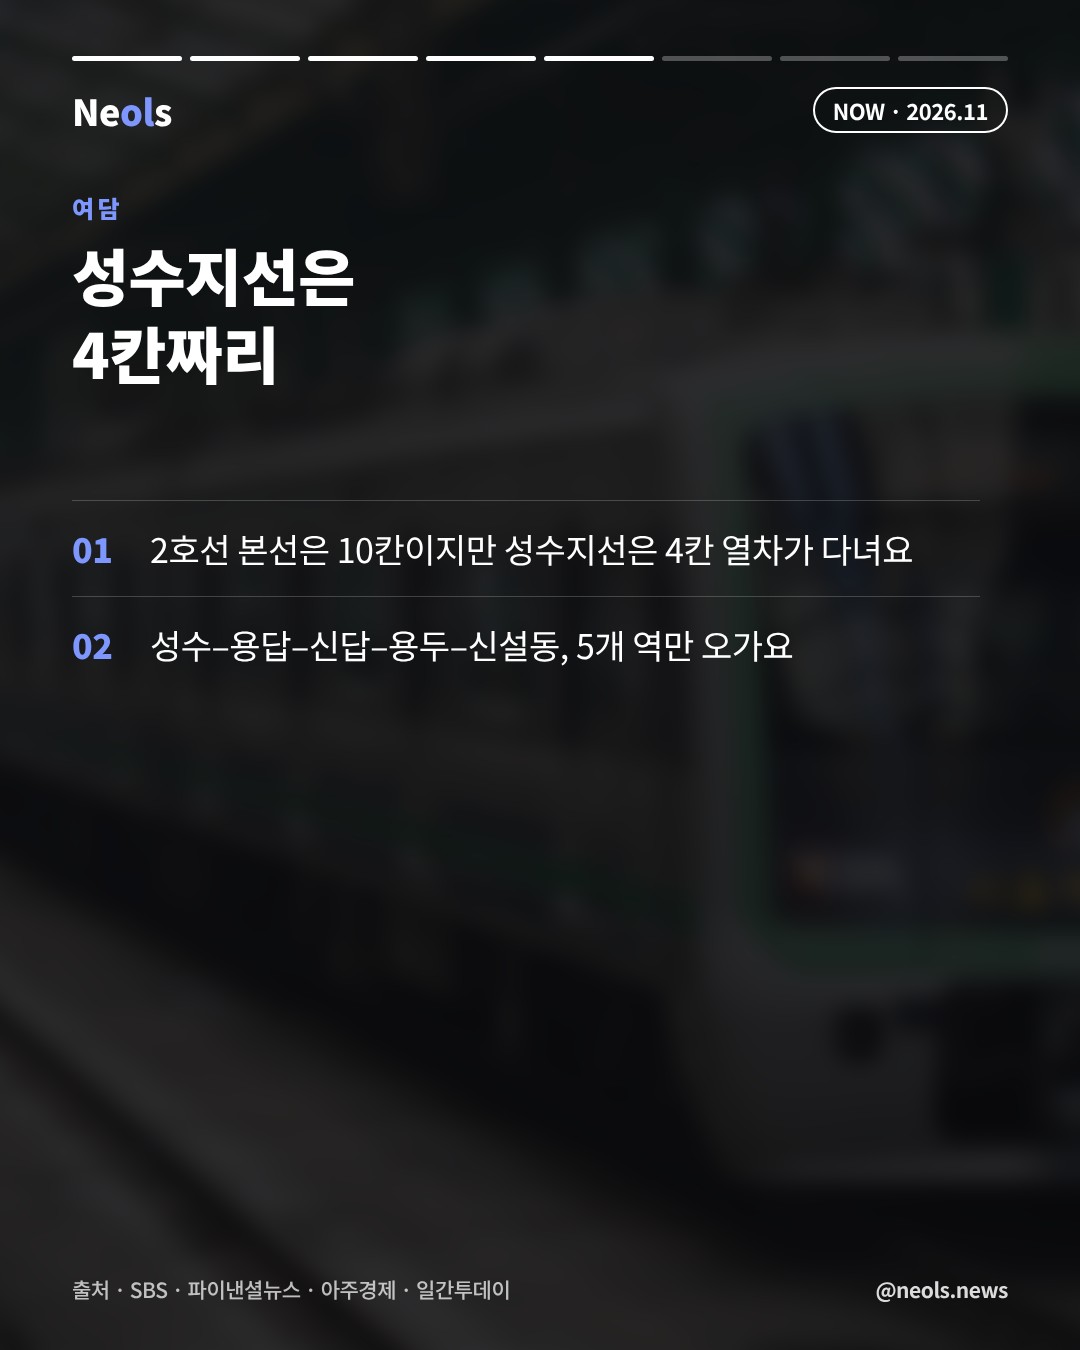 Neols
NOW · 2026.11
여담
성수지선은
4칸짜리
01 2호선 본선은 10칸이지만 성수지선은 4칸 열차가 다녀요
02 성수–용답–신답–용두–신설동, 5개 역만 오가요
출처 · SBS · 파이낸셜뉴스 · 아주경제 · 일간투데이
@neols.news